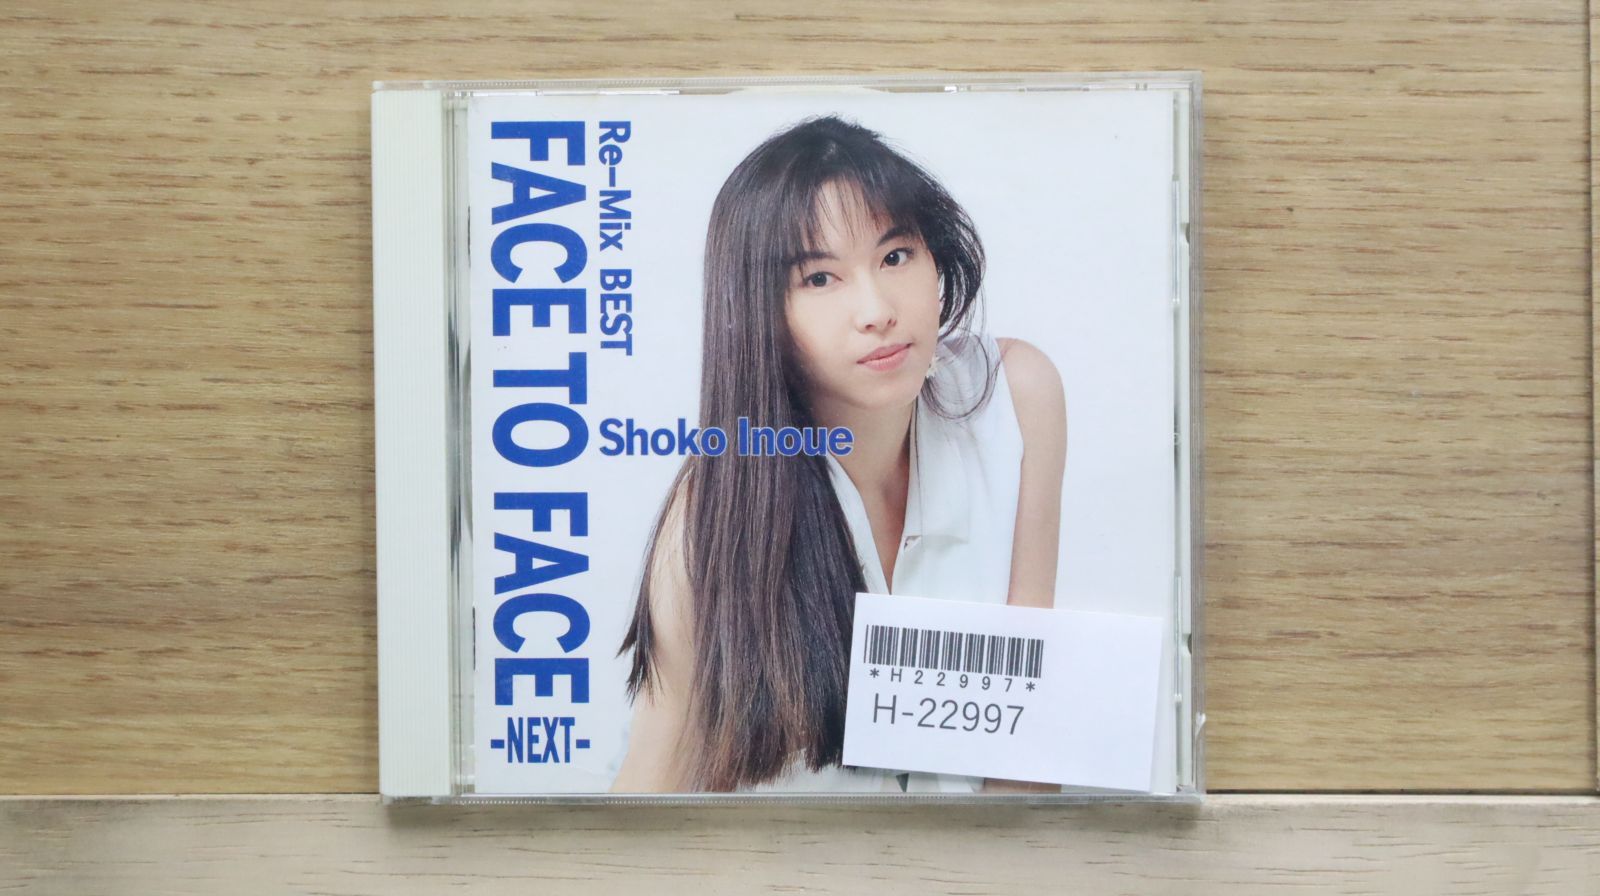 Re-Mix BEST
FACE TO FACE
-NEXT-
Shoko Inoue
*H22997*
H-22997